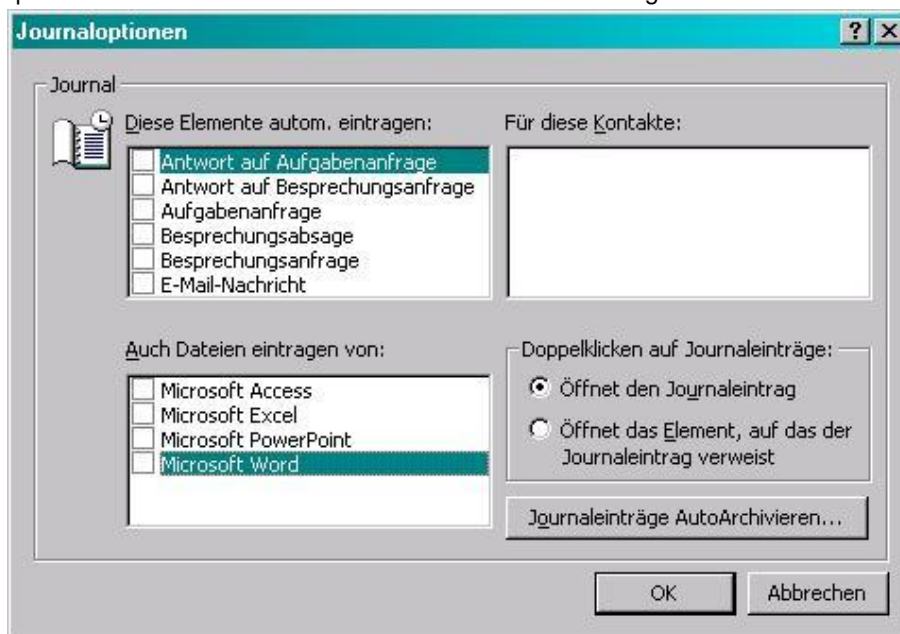 Journaloptionen
Journal
Diese Elemente autom. eintragen:
Antwort auf Aufgabenanfrage
Antwort auf Besprechungsanfrage
Aufgabenanfrage
Besprechungsabsage
Besprechungsanfrage
E-Mail-Nachricht
Für diese Kontakte:
Auch Dateien eintragen von:
Microsoft Access
Microsoft Excel
Microsoft PowerPoint
Microsoft Word
Doppelklicken auf Journaleinträge:
Öffnet den Journaleintrag
Öffnet das Element, auf das der
Journaleintrag verweist
Journaleinträge AutoArchivieren...
OK
Abbrechen